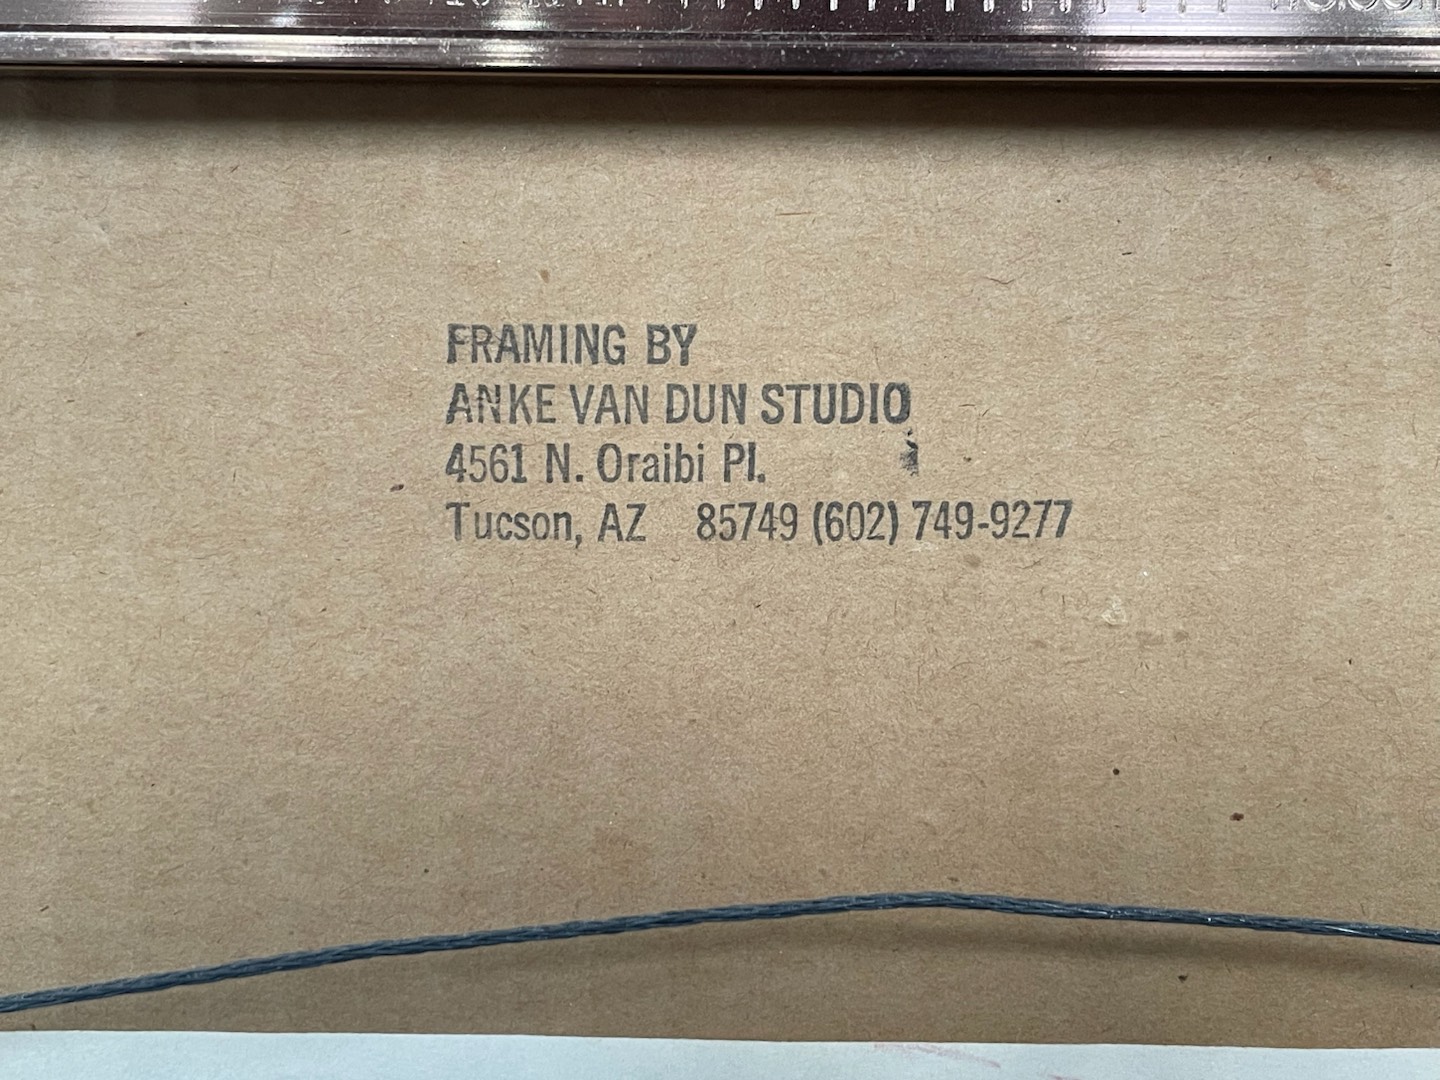 FRAMING BY
ANKE VAN DUN STUDIO
4561 N. Oraibi Pl.
Tucson, AZ 85749 (602) 749-9277